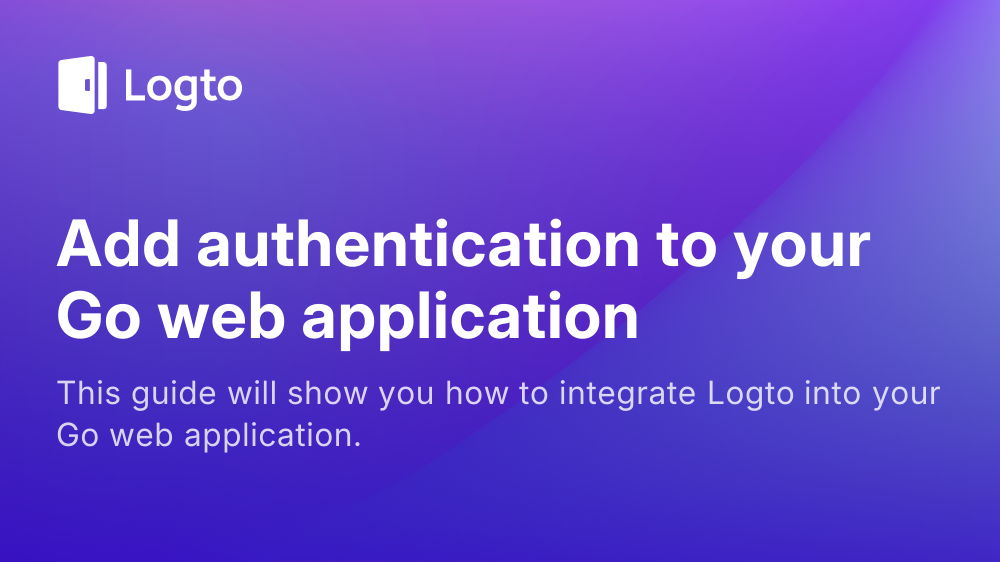 Logto
Add authentication to your
Go web application
This guide will show you how to integrate Logto into your
Go web application.